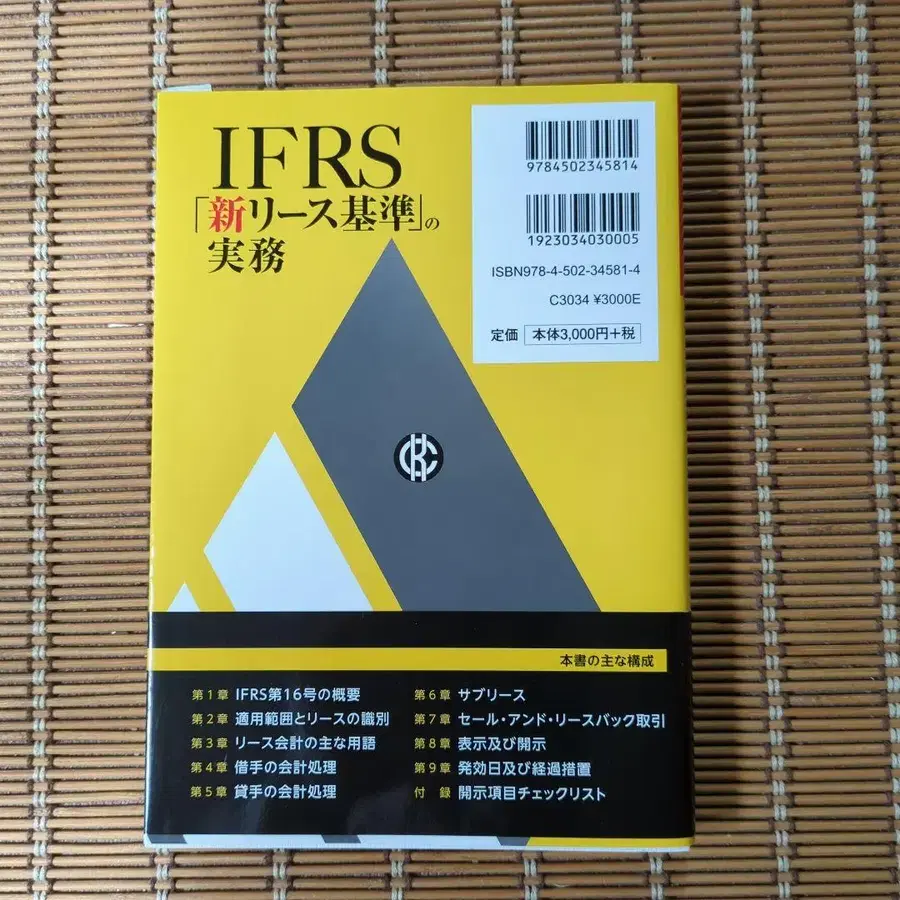 IFRS
「新リース基準」の
実務
9784502345814
1923034030005
ISBN978-4-502-34581-4
C3034 ¥3000E
定価 本体3,000円+税
本書の主な構成
第1章 IFRS第16号の概要
第2章 適用範囲とリースの識別
第3章 リース会計の主な用語
第4章 借手の会計処理
第5章 貸手の会計処理
第6章 サブリース
第7章 セール・アンド・リースバック取引
第8章 表示及び開示
第9章 発効日及び経過措置
付 録 開示項目チェックリスト